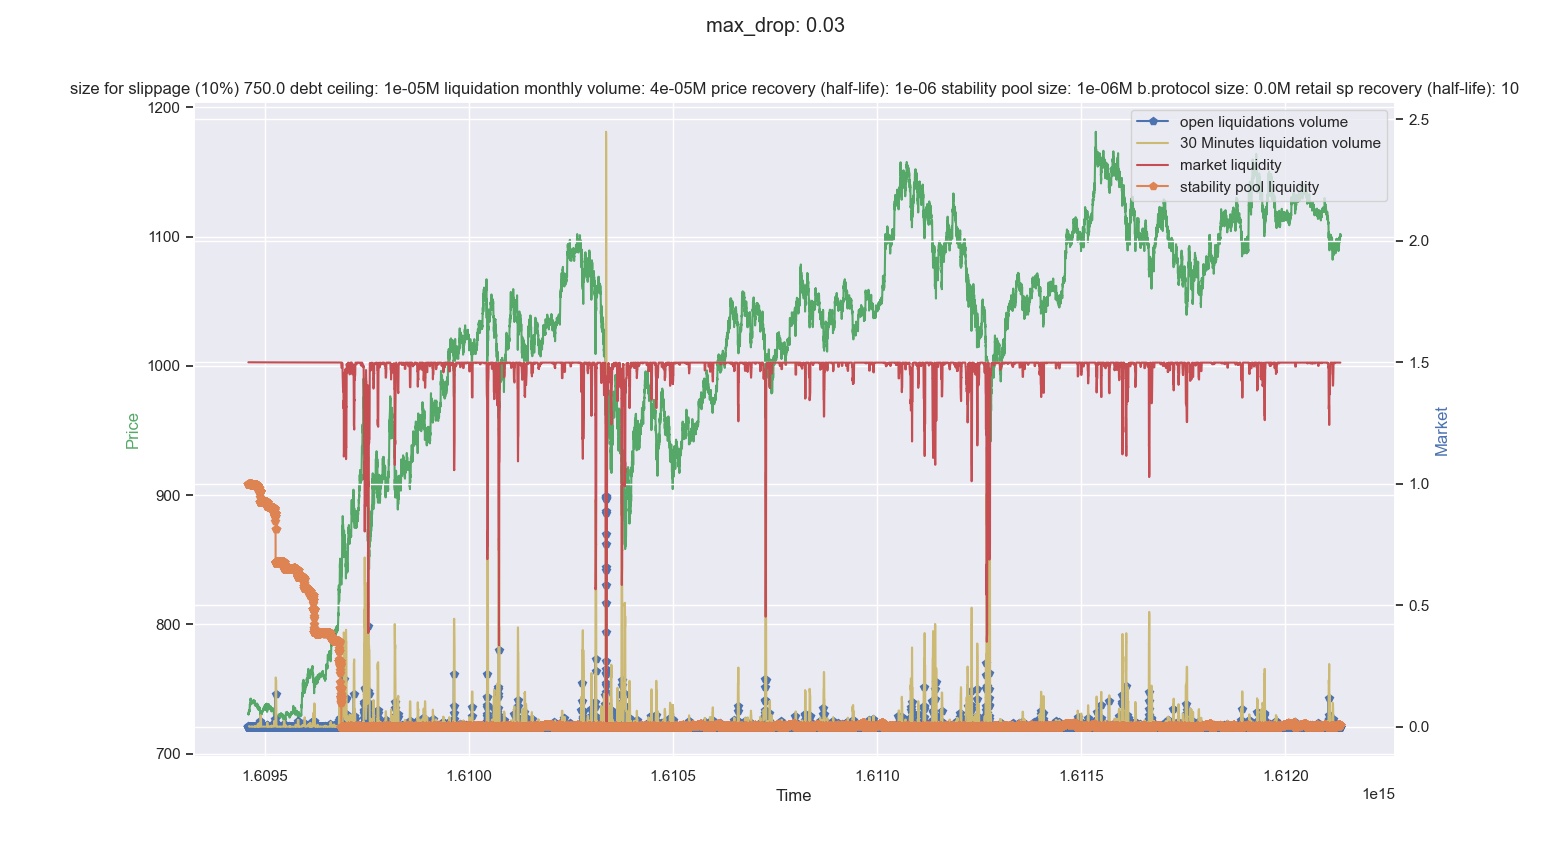 max_drop: 0.03
size for slippage (10%) 750.0 debt ceiling: 1e-05M liquidation monthly volume: 4e-05M price recovery (half-life): 1e-06 stability pool size: 1e-06M b.protocol size: 0.0M retail sp recovery (half-life): 10
1200
1100
1000
900
800
700
Price
open liquidations volume
30 Minutes liquidation volume
market liquidity
stability pool liquidity
2.5
2.0
1.5
1.0
0.5
0.0
Market
1.6095 1.6100 1.6105 1.6110 1.6115 1.6120
Time
1e15